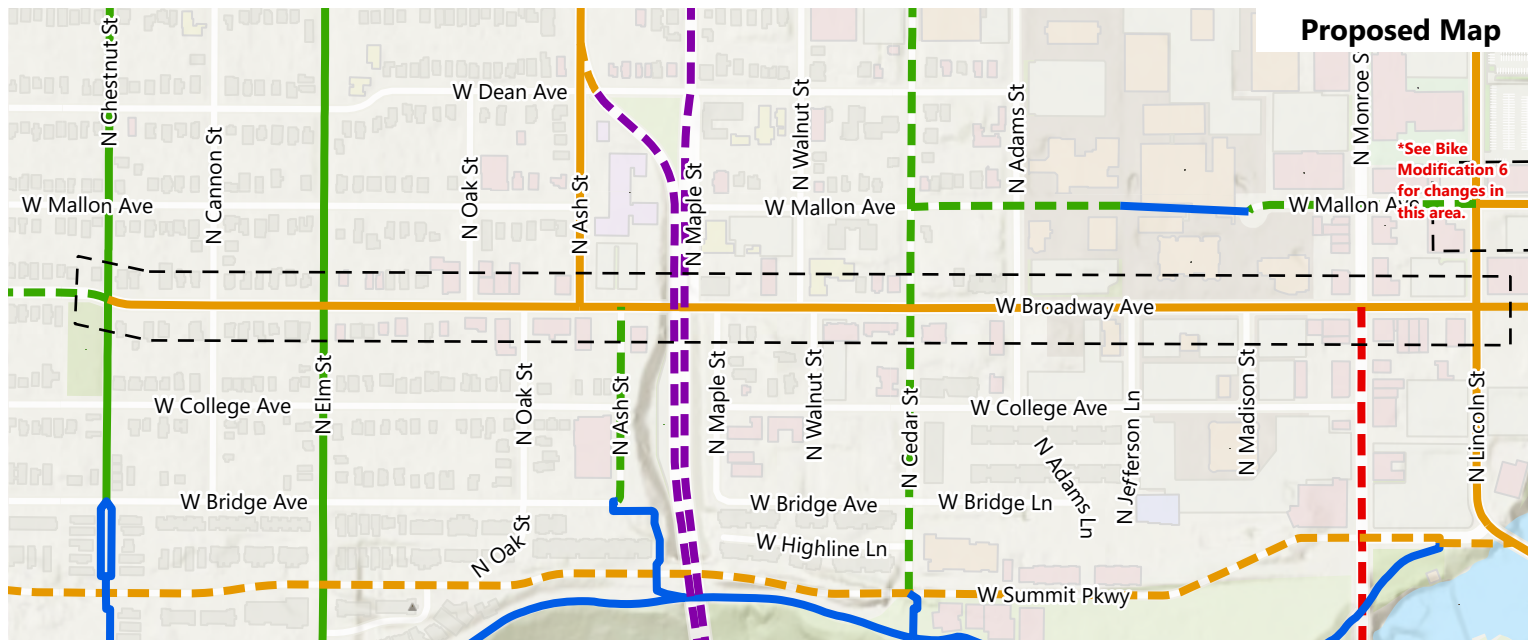 Proposed Map
N Chestnut St
W Dean Ave
N Walnut St
N Adams St
N Monroe S
*See Bike
Modification 6
for changes in
this area.
N Cannon St
N Oak St
N Ash St
N Maple St
W Mallon Ave
W Mallon Ave
W Mallon Ave
W Broadway Ave
N Elm St
N Oak St
N Ash St
N Maple St
N Walnut St
N Cedar St
N Jefferson Ln
N Madison St
N Lincoln St
W College Ave
W College Ave
N Adams Ln
W Bridge Ave
W Bridge Ave
W Bridge Ln
N Oak St
W Highline Ln
W Summit Pkwy